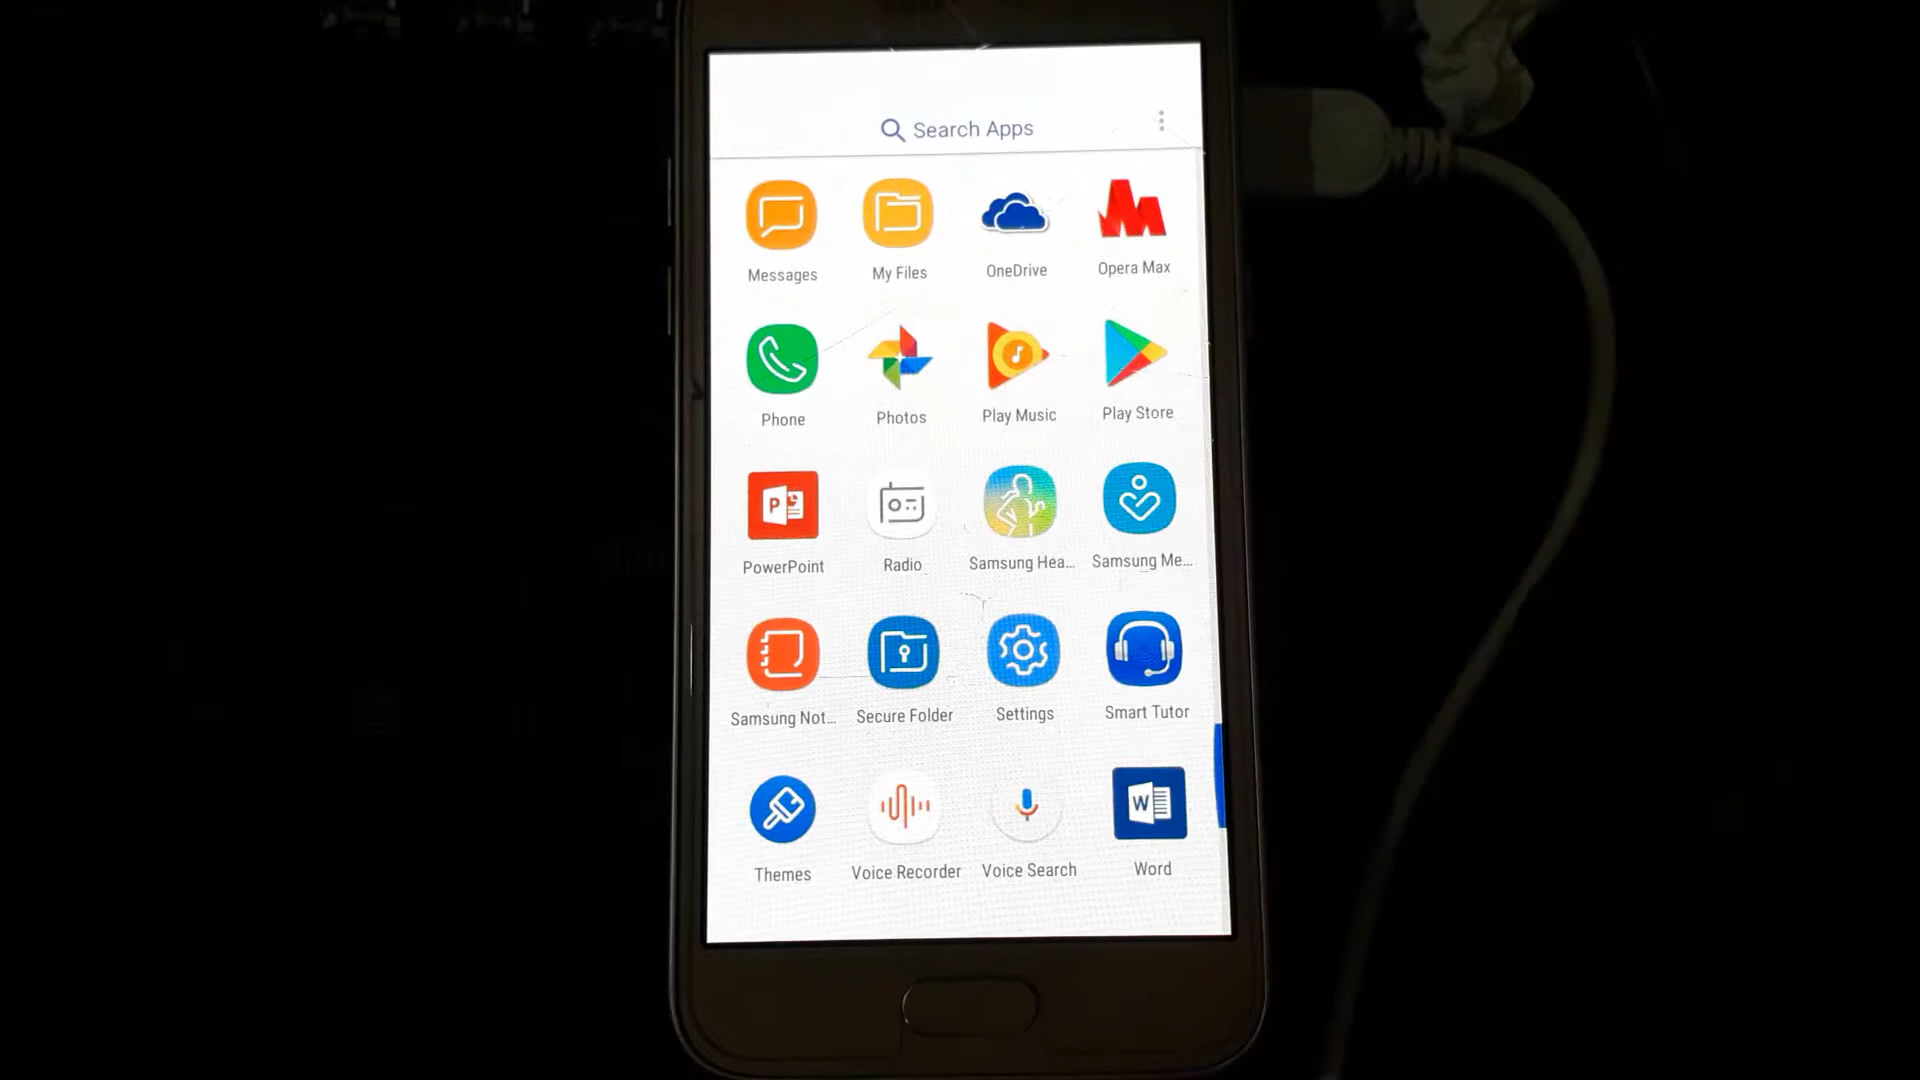 Search Apps
Messages
My Files
OneDrive
Opera Max
Phone
Photos
Play Music
Play Store
P
PowerPoint
Radio
Samsung Hea...
Samsung Me...
Samsung Not...
Secure Folder
Settings
Smart Tutor
W
Themes
Voice Recorder
Voice Search
Word